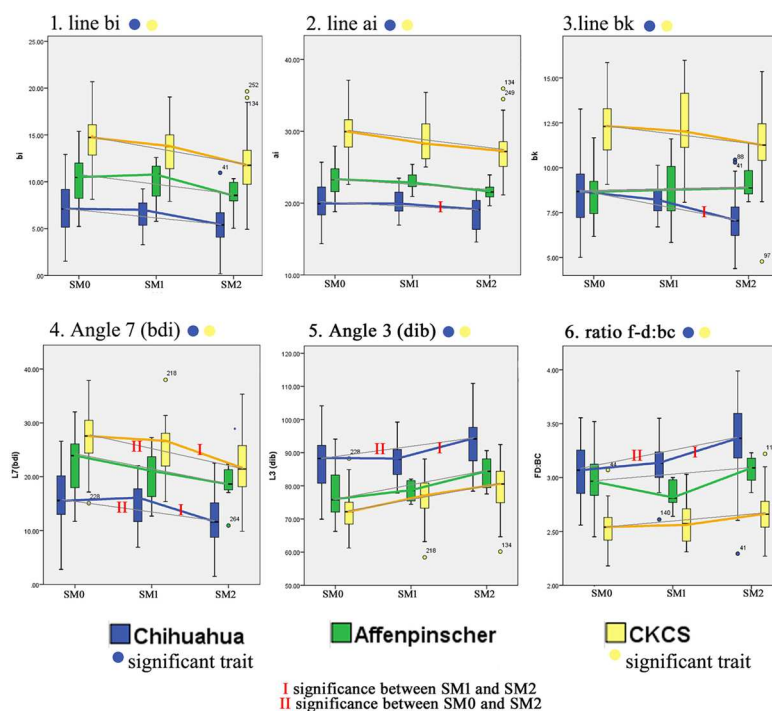 1. line bi
2. line ai
3.line bk
25.00
20.00
15.00
10.00
5.00
.00
bi
252
134
41
SM0 SM1 SM2
40.00
30.00
20.00
10.00
ai
134
249
I
SM0 SM1 SM2
15.00
12.50
10.00
7.50
5.00
bk
88
41
97
I
SM0 SM1 SM2
4. Angle 7 (bdi)
5. Angle 3 (dib)
6. ratio f-d:bc
40.00
30.00
20.00
10.00
.00
L7(bdi)
218
228
264
II
I
II
I
SM0 SM1 SM2
120.00
110.00
100.00
90.00
80.00
70.00
60.00
50.00
L3 (dib)
228
218
134
II
I
SM0 SM1 SM2
4.00
3.50
3.00
2.50
2.00
FD:BC
140
41
II
I
SM0 SM1 SM2
Chihuahua
Affenpinscher
CKCS
significant trait
significant trait
I significance between SM1 and SM2
II significance between SM0 and SM2